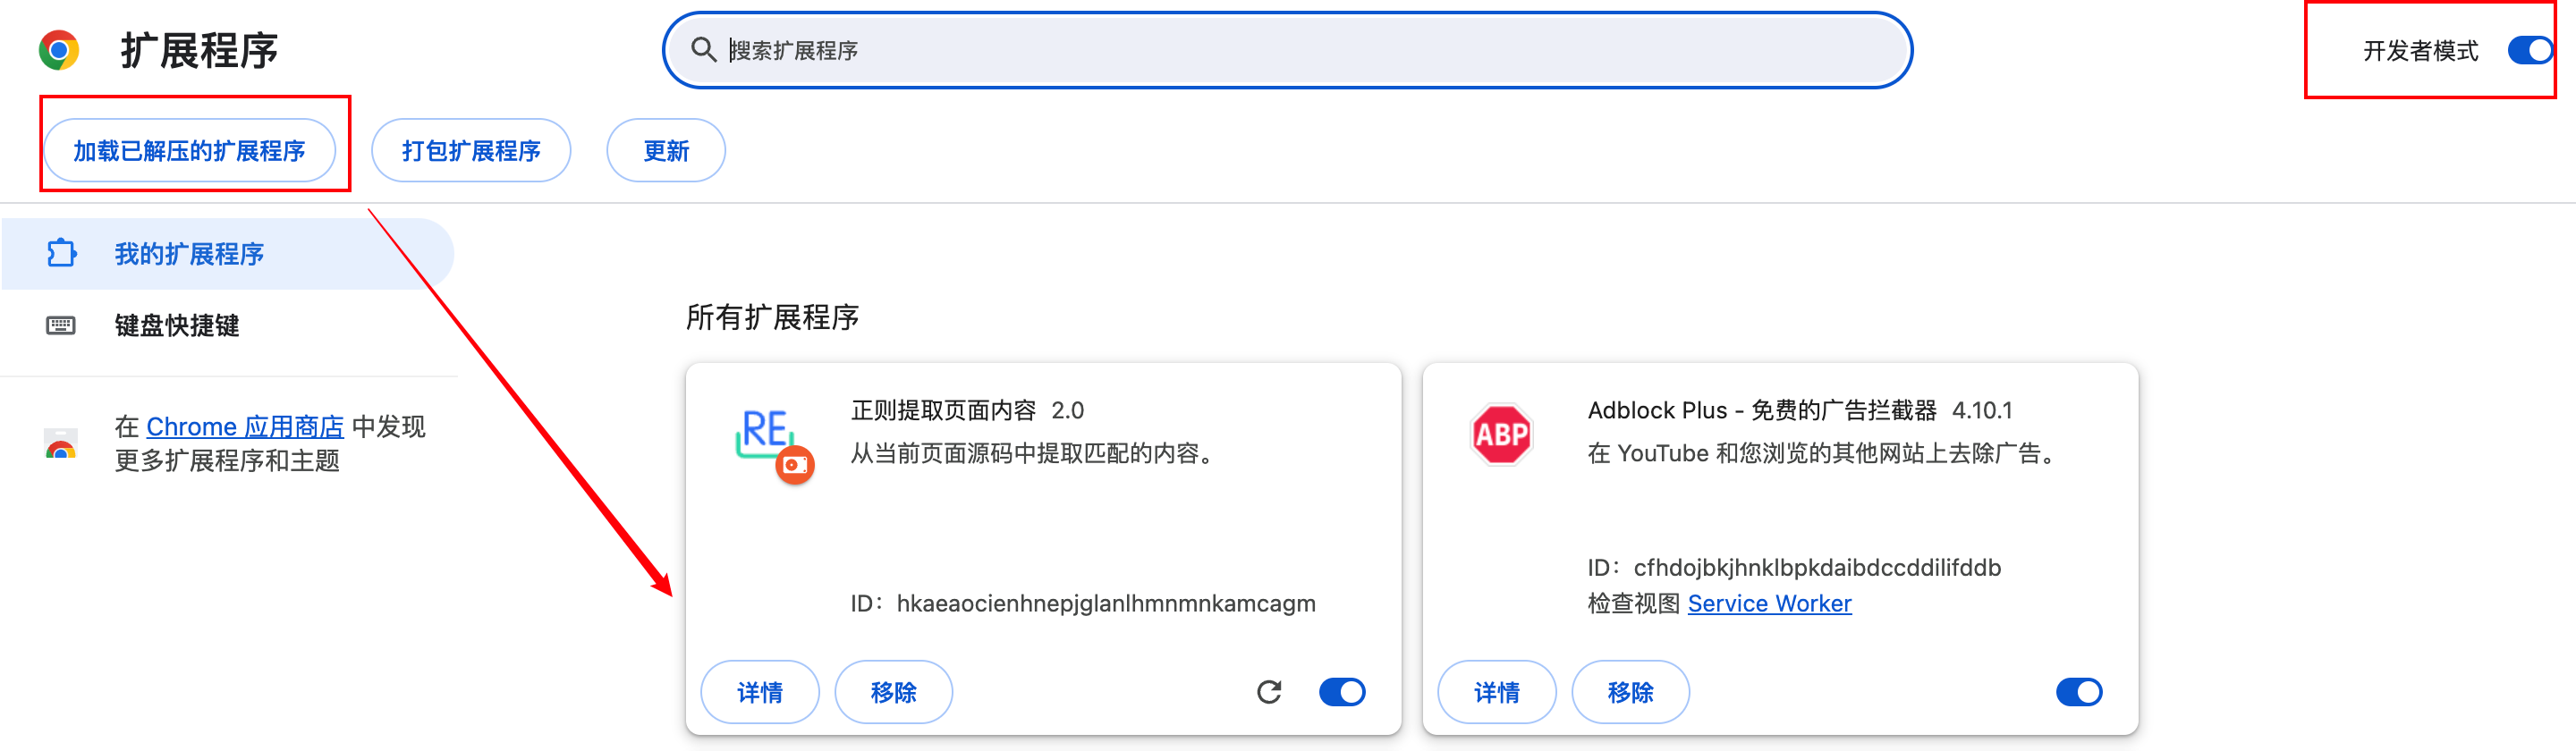 扩展程序
搜索扩展程序
开发者模式
加载已解压的扩展程序
打包扩展程序
更新
我的扩展程序
键盘快捷键
在 Chrome 应用商店 中发现
更多扩展程序和主题
所有扩展程序
RE
正则提取页面内容 2.0
从当前页面源码中提取匹配的内容。
ID：hkaeaocienhnepjglanlhmnmnkamcagm
详情
移除
ABP
Adblock Plus - 免费的广告拦截器 4.10.1
在 YouTube 和您浏览的其他网站上去除广告。
ID：cfhdojbkjhnklbpkdaibdccddilifddb
检查视图 Service Worker
详情
移除